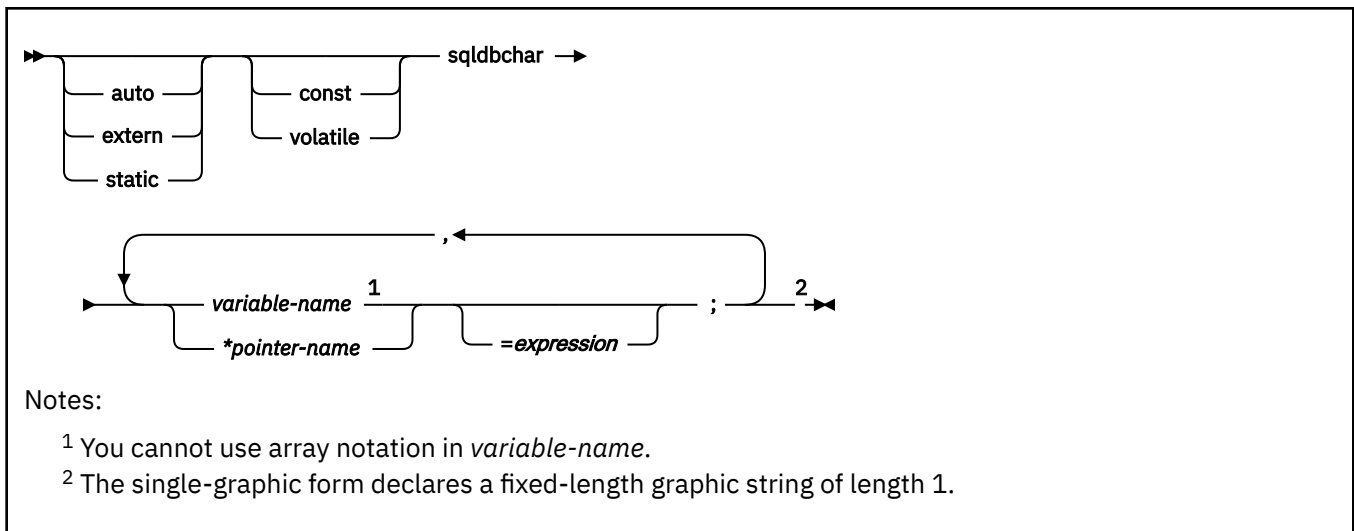 sqldbchar
auto const
extern volatile
static
,
variable-name 1 ; 2
*pointer-name =expression
Notes:
1 You cannot use array notation in variable-name.
2 The single-graphic form declares a fixed-length graphic string of length 1.